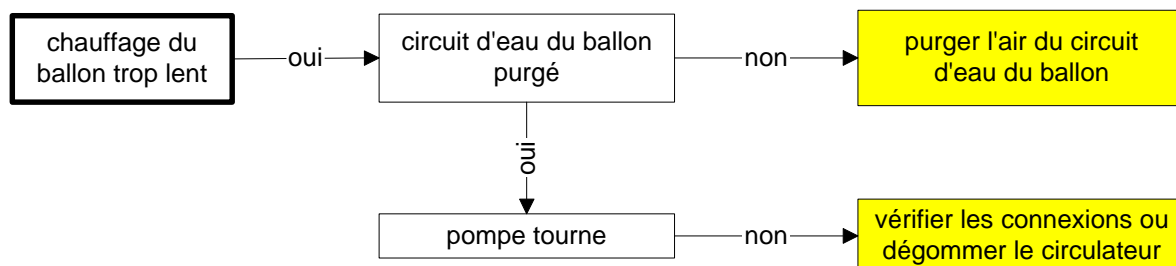 chauffage du
ballon trop lent
oui
circuit d'eau du ballon
purgé
non
purger l'air du circuit
d'eau du ballon
oui
pompe tourne
non
vérifier les connexions ou
dégommer le circulateur